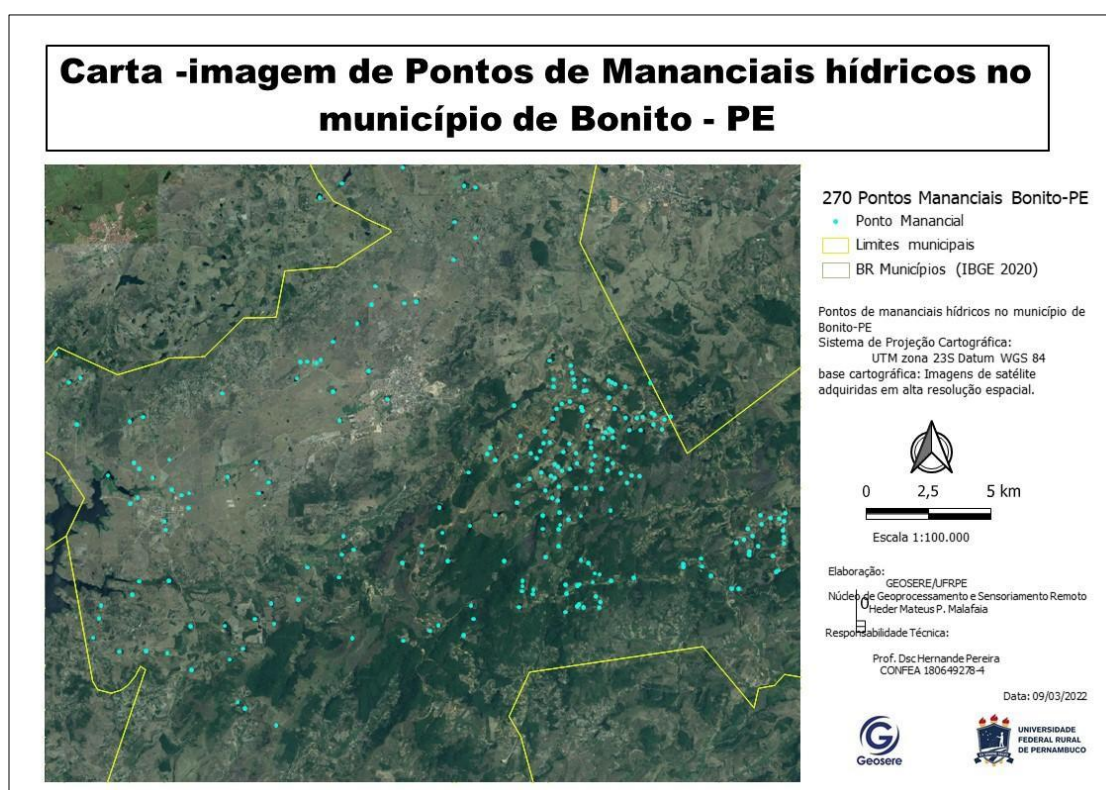 Carta -imagem de Pontos de Mananciais hídricos no
município de Bonito - PE
270 Pontos Mananciais Bonito-PE
Ponto Manancial
Limites municipais
BR Municípios (IBGE 2020)
Pontos de mananciais hídricos no município de
Bonito-PE
Sistema de Projeção Cartográfica:
UTM zona 23S Datum WGS 84
base cartográfica: Imagens de satélite
adquiridas em alta resolução espacial.
0 2,5 5 km
Escala 1:100.000
Elaboração:
GEOSERE/UFRPE
Núcleo de Geoprocessamento e Sensoriamento Remoto
Heder Mateus P. Malafaia
Responsabilidade Técnica:
Prof. Dsc Hernande Pereira
CONFEA 180649278-4
Data: 09/03/2022
Geosere
UNIVERSIDADE
FEDERAL RURAL
DE PERNAMBUCO